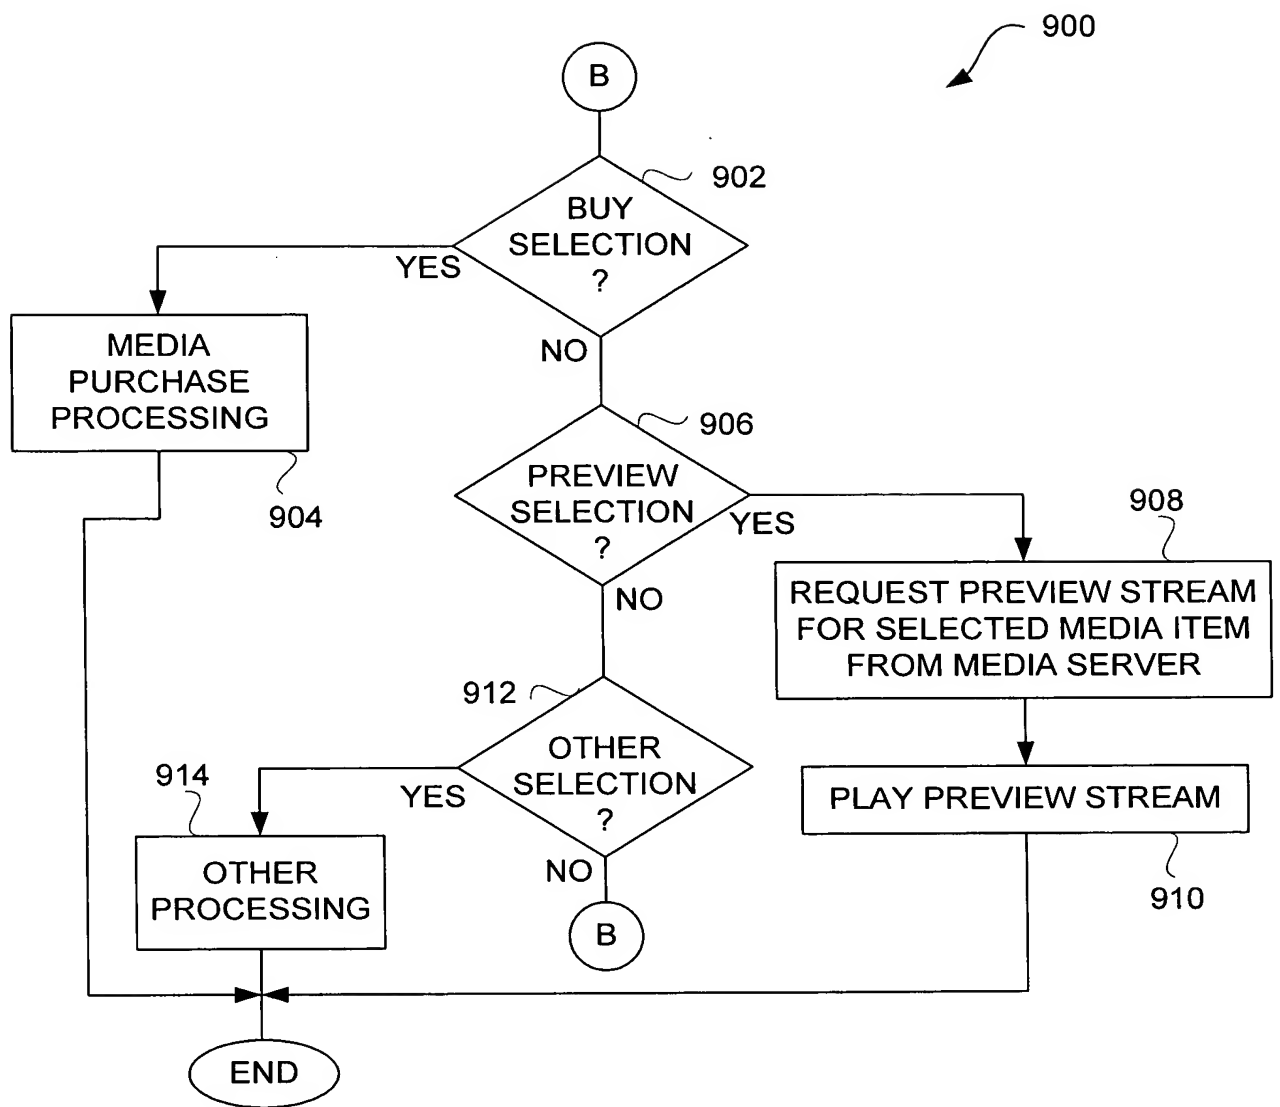 900
B
902
BUY
SELECTION
?
YES
NO
MEDIA
PURCHASE
PROCESSING
904
906
PREVIEW
SELECTION
?
YES
NO
908
REQUEST PREVIEW STREAM
FOR SELECTED MEDIA ITEM
FROM MEDIA SERVER
912
OTHER
SELECTION
?
YES
NO
914
OTHER
PROCESSING
PLAY PREVIEW STREAM
910
B
END